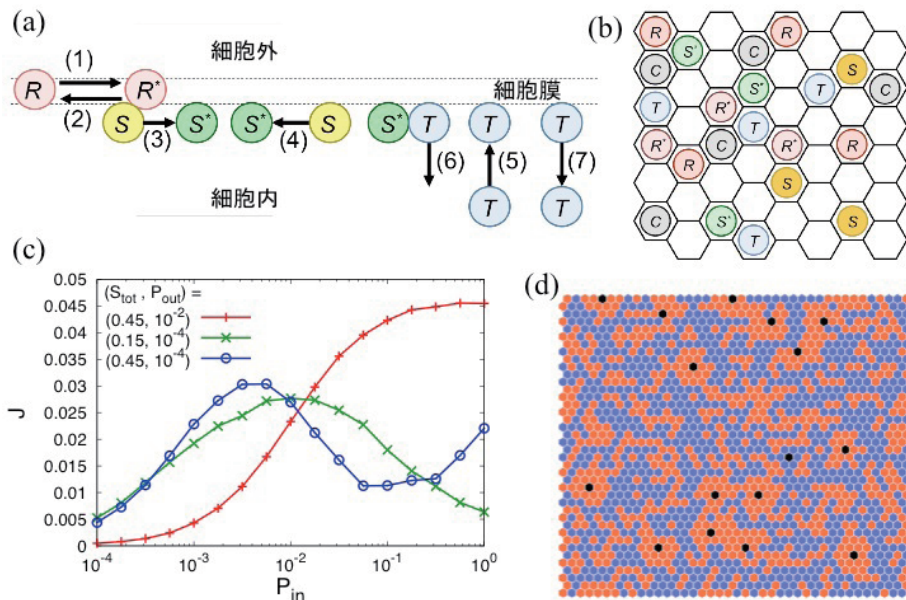 (a)
細胞外
(1)
R R*
細胞膜
(2)
S S* S* S S* T T T
(3) (4)
(6) (5) (7)
細胞内
T T
(b)
R R
S* C
C S
S* T C
T R*
T
R* C R* R
R
S
C S* S
T
(c)
0.05
0.045
0.04
0.035
0.03
0.025
0.02
0.015
0.01
0.005
0
J
(S_tot , P_out) =
(0.45, 10^-2)
(0.15, 10^-4)
(0.45, 10^-4)
10^-4 10^-3 10^-2 10^-1 10^0
P_in
(d)